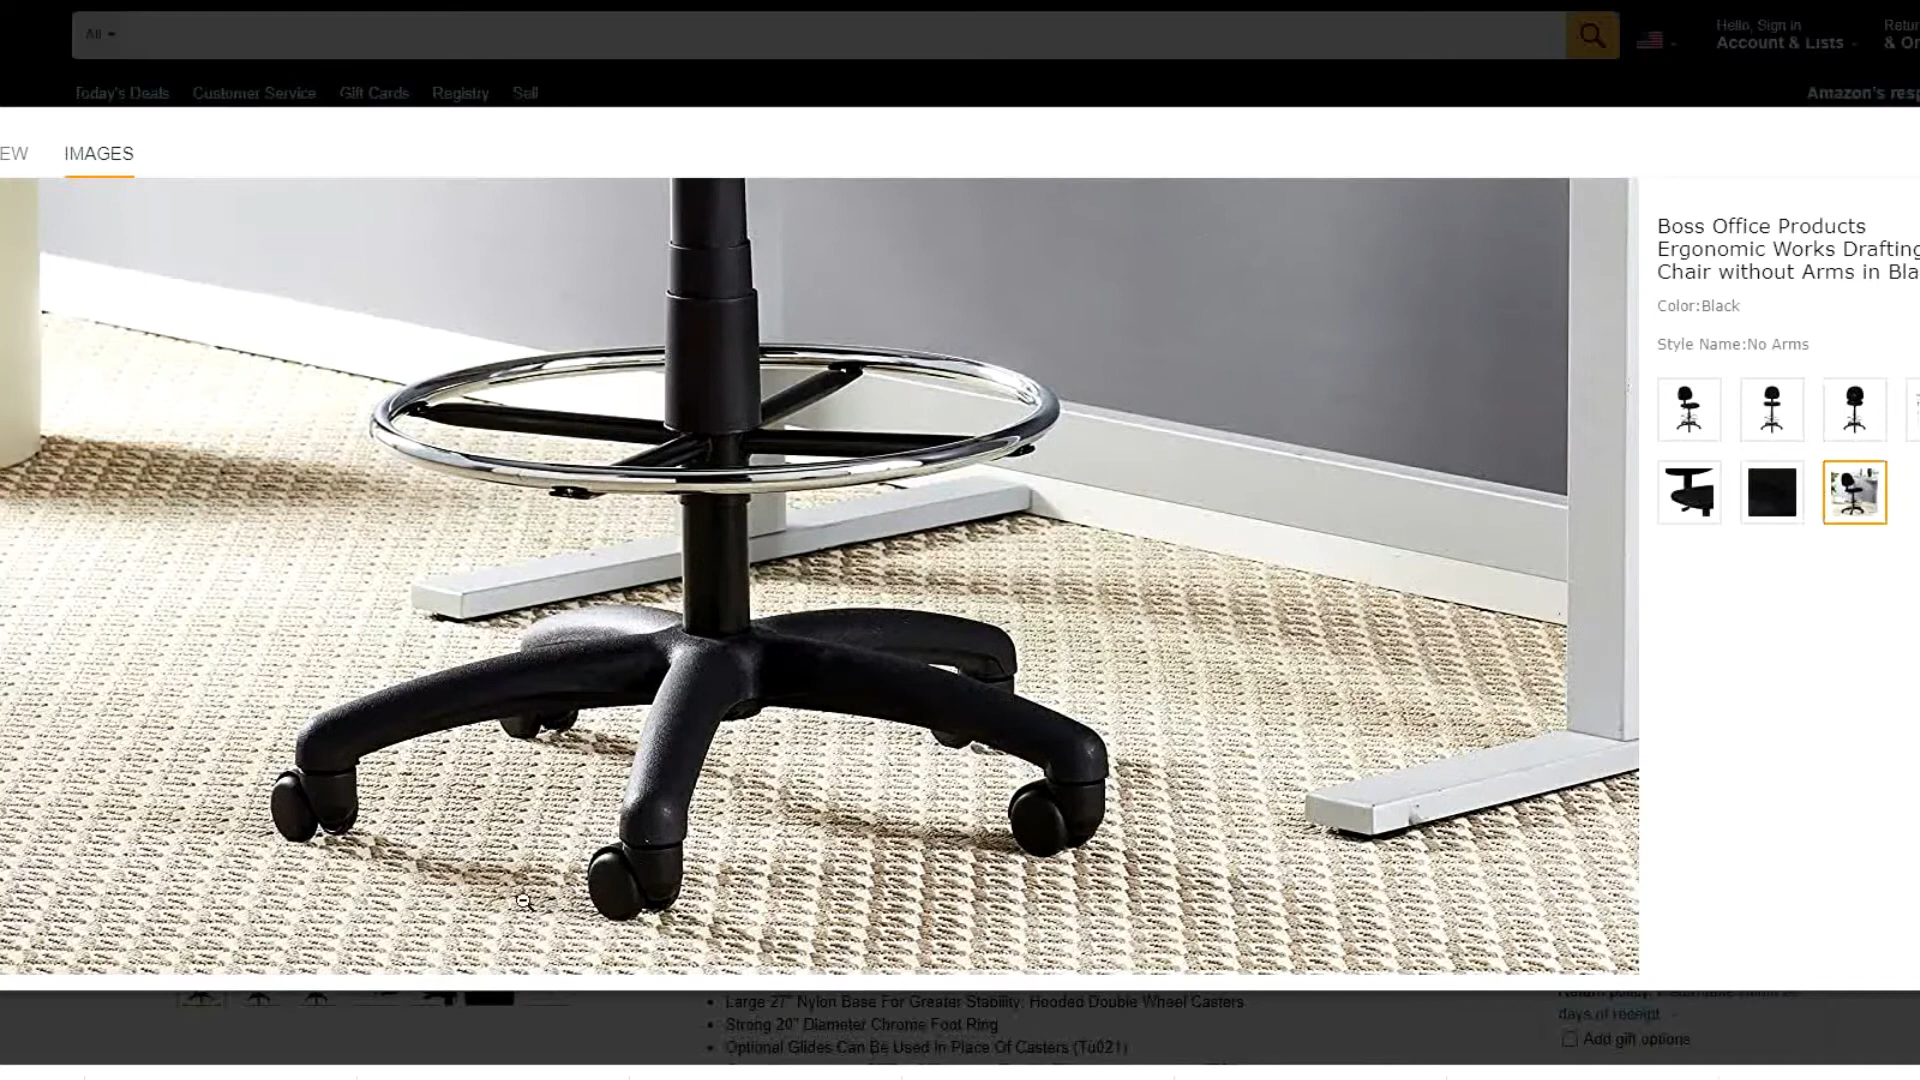 All
Hello, Sign in
Account & Lists
& Or
Today's Deals
Customer Service
Gift Cards
Registry
Sell
Amazon's resp
EW
IMAGES
Boss Office Products
Ergonomic Works Drafting
Chair without Arms in Bla
Color:Black
Style Name:No Arms
Large 27" Nylon Base For Greater Stability; Hooded Double Wheel Casters
Strong 20" Diameter Chrome Foot Ring
Optional Glides Can Be Used In Place Of Casters (Tu021)
days of receipt
Add gift options